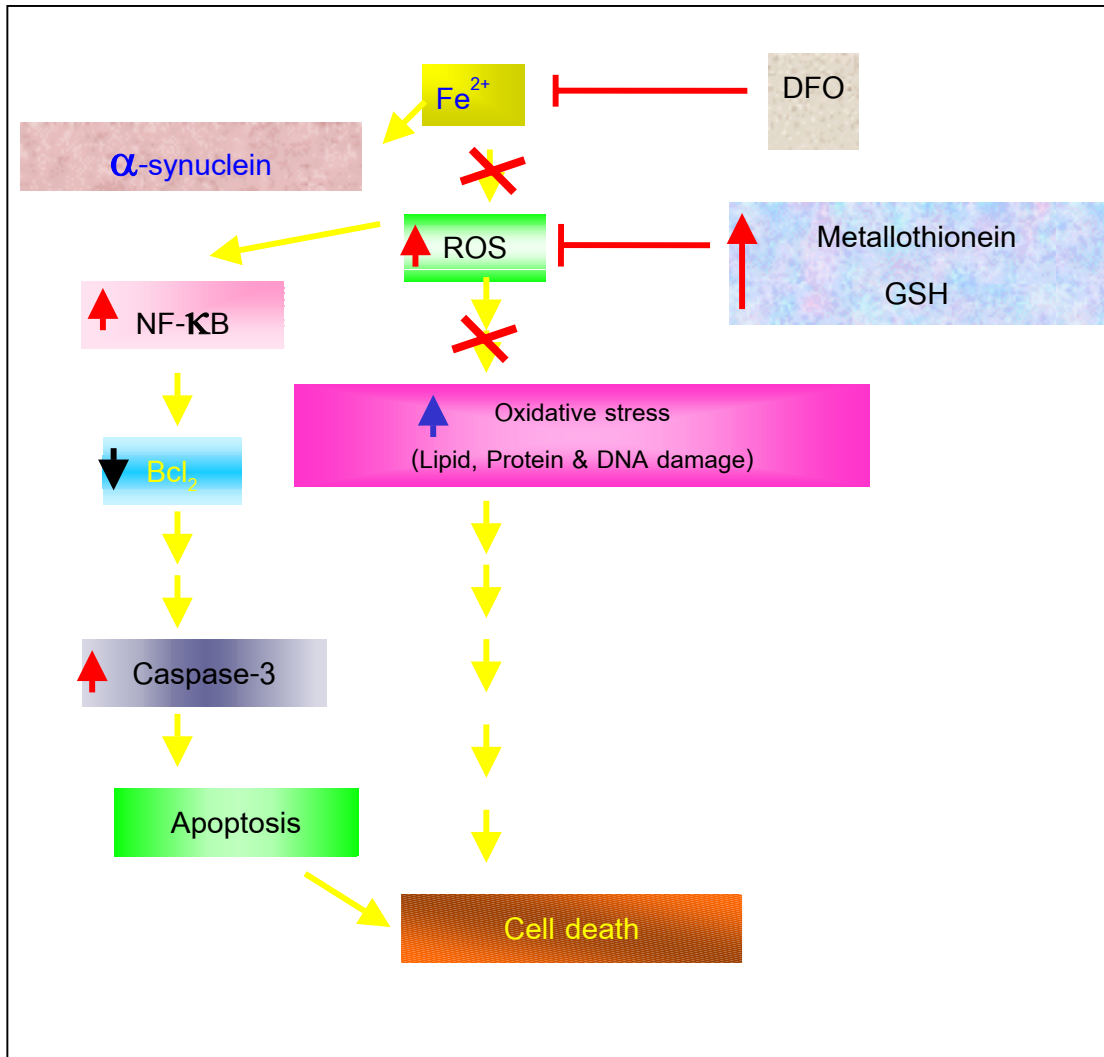 Fe²⁺
DFO
α-synuclein
ROS
Metallothionein
GSH
NF-κB
Oxidative stress
(Lipid, Protein & DNA damage)
Bcl₂
Caspase-3
Apoptosis
Cell death